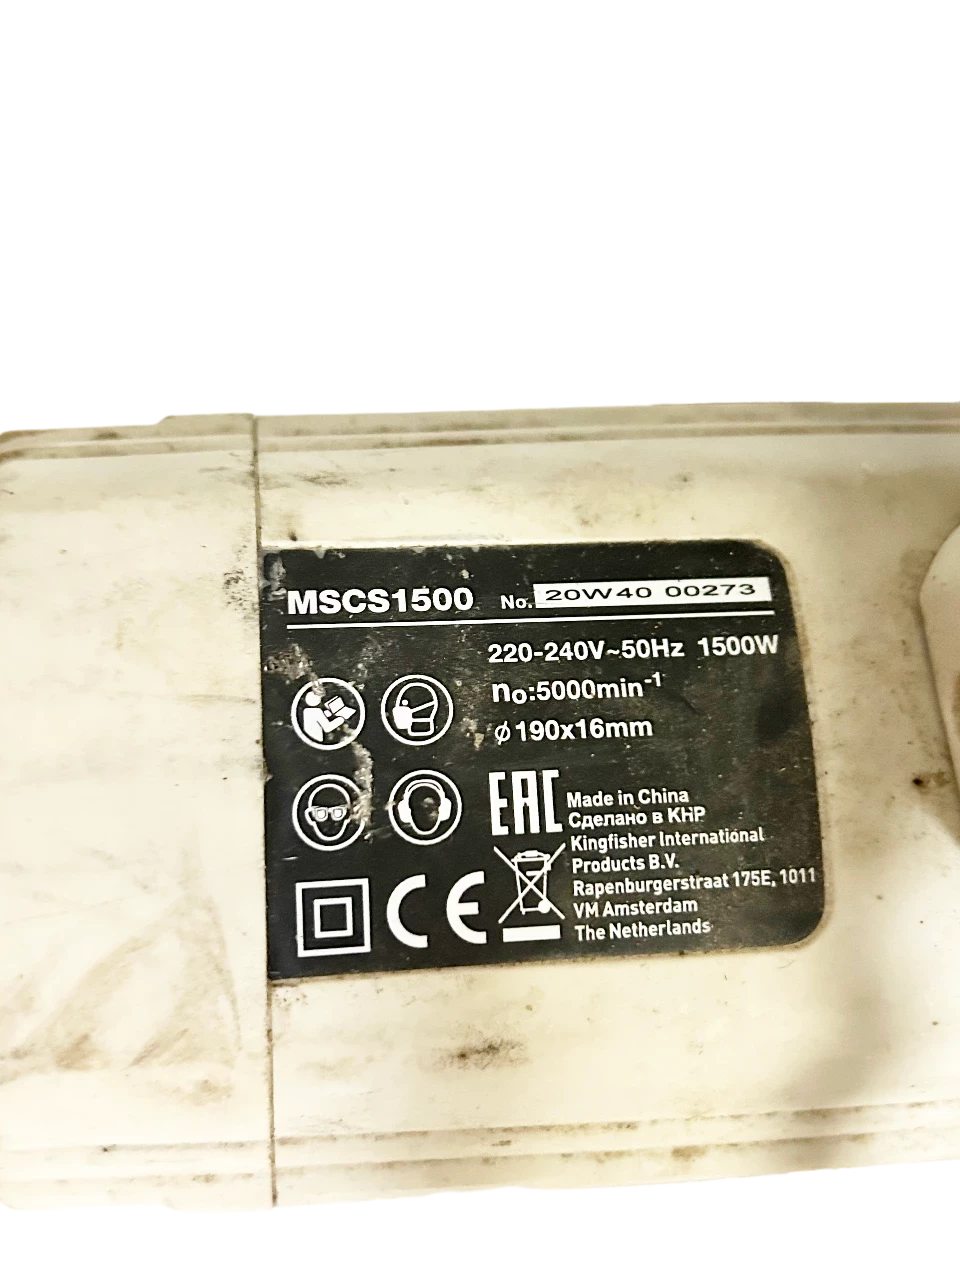 MSCS1500 No. 20W40 00273
220-240V~50Hz 1500W
no:5000min-1
ø190x16mm
EAC
Made in China
Сделано в КНР
Kingfisher International
Products B.V.
Rapenburgerstraat 175E, 1011
VM Amsterdam
The Netherlands
CE